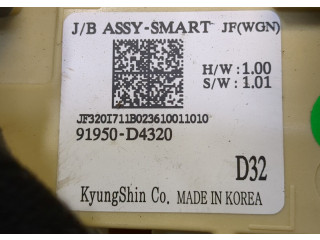 J/B ASSY-SMART JF(WGN)
H/W : 1.00
S/W : 1.01
JF320I711B023610011010
91950-D4320
D32
KyungShin Co. MADE IN KOREA